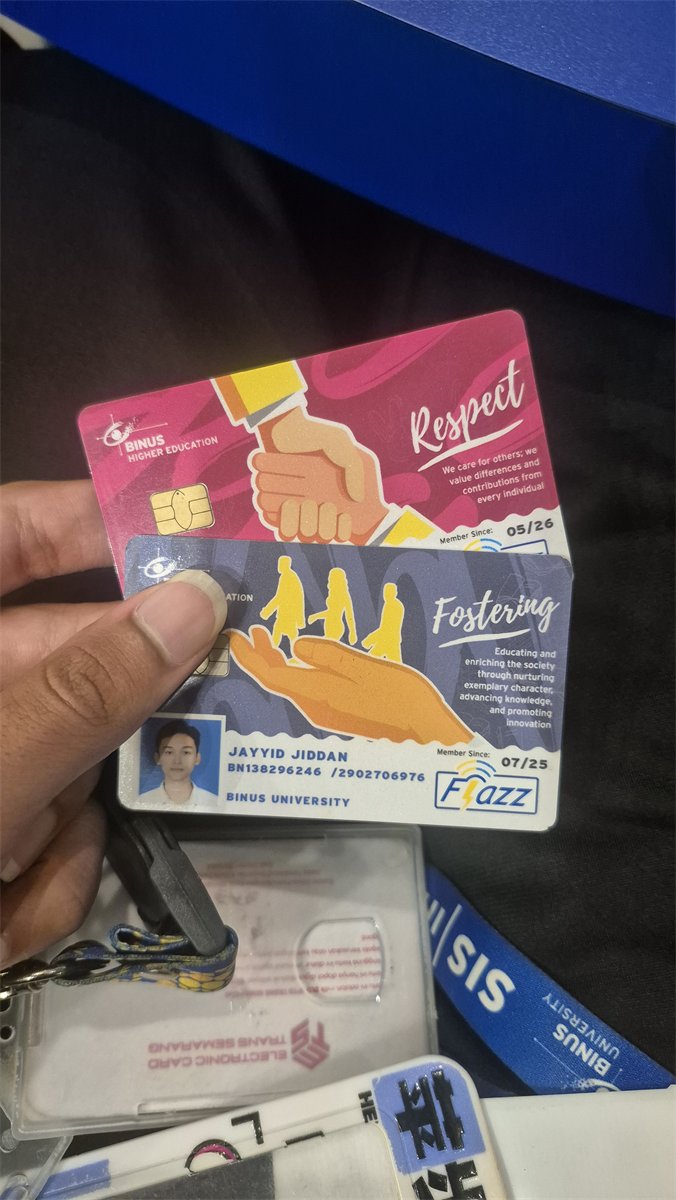 BINUS
HIGHER EDUCATION
Respect
We care for others; we
value differences and
contributions from
every individual
Member Since: 05/26
Fostering
Educating and
enriching the society
through nurturing
exemplary character,
advancing knowledge,
and promoting
innovation
JAYYID JIDDAN
BN138296246 /2902706976
BINUS UNIVERSITY
Member Since: 07/25
Flazz
ELECTRONIC CARD
TRANS SEMARANG
SIS
BINUS
UNIVERSITY